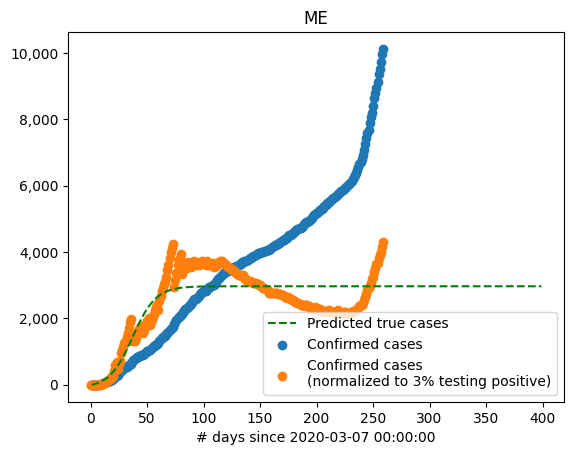 ME
10,000
8,000
6,000
4,000
2,000
0
Predicted true cases
Confirmed cases
Confirmed cases
(normalized to 3% testing positive)
0 50 100 150 200 250 300 350 400
# days since 2020-03-07 00:00:00